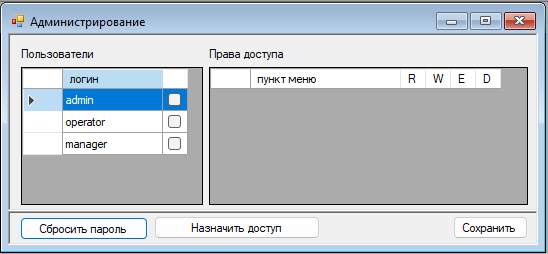 Администрирование
Пользователи
Права доступа
логин
пункт меню R W E D
admin
operator
manager
Сбросить пароль
Назначить доступ
Сохранить